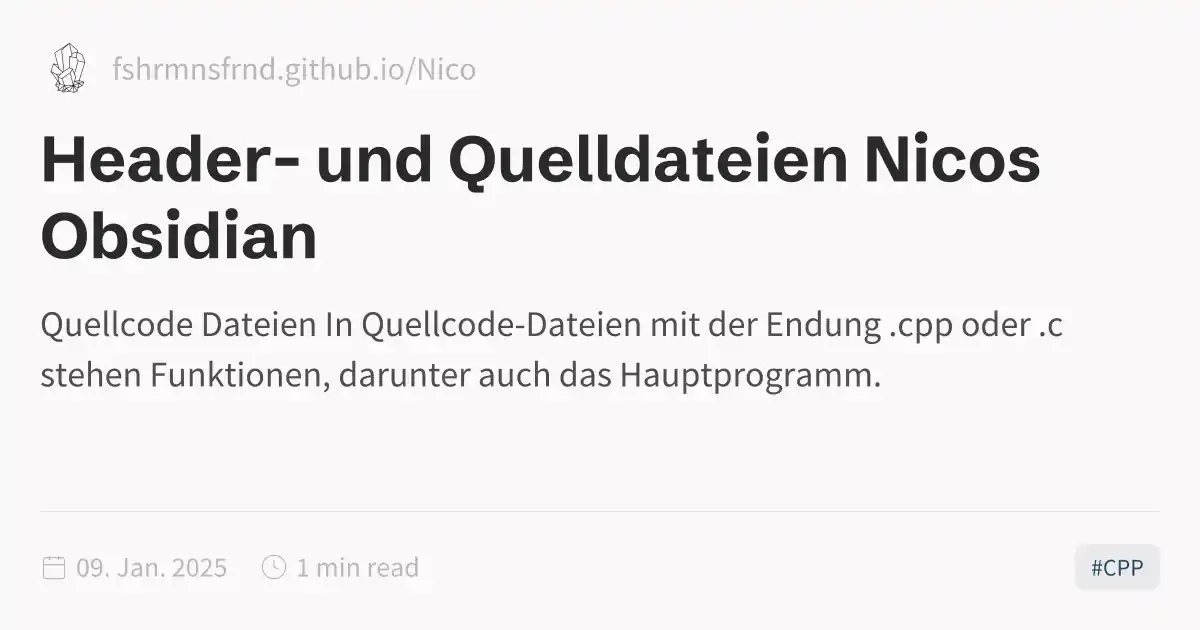 fshrmnsfrnd.github.io/Nico
Header- und Quelldateien Nicos
Obsidian
Quellcode Dateien In Quellcode-Dateien mit der Endung .cpp oder .c
stehen Funktionen, darunter auch das Hauptprogramm.
09. Jan. 2025
1 min read
#CPP